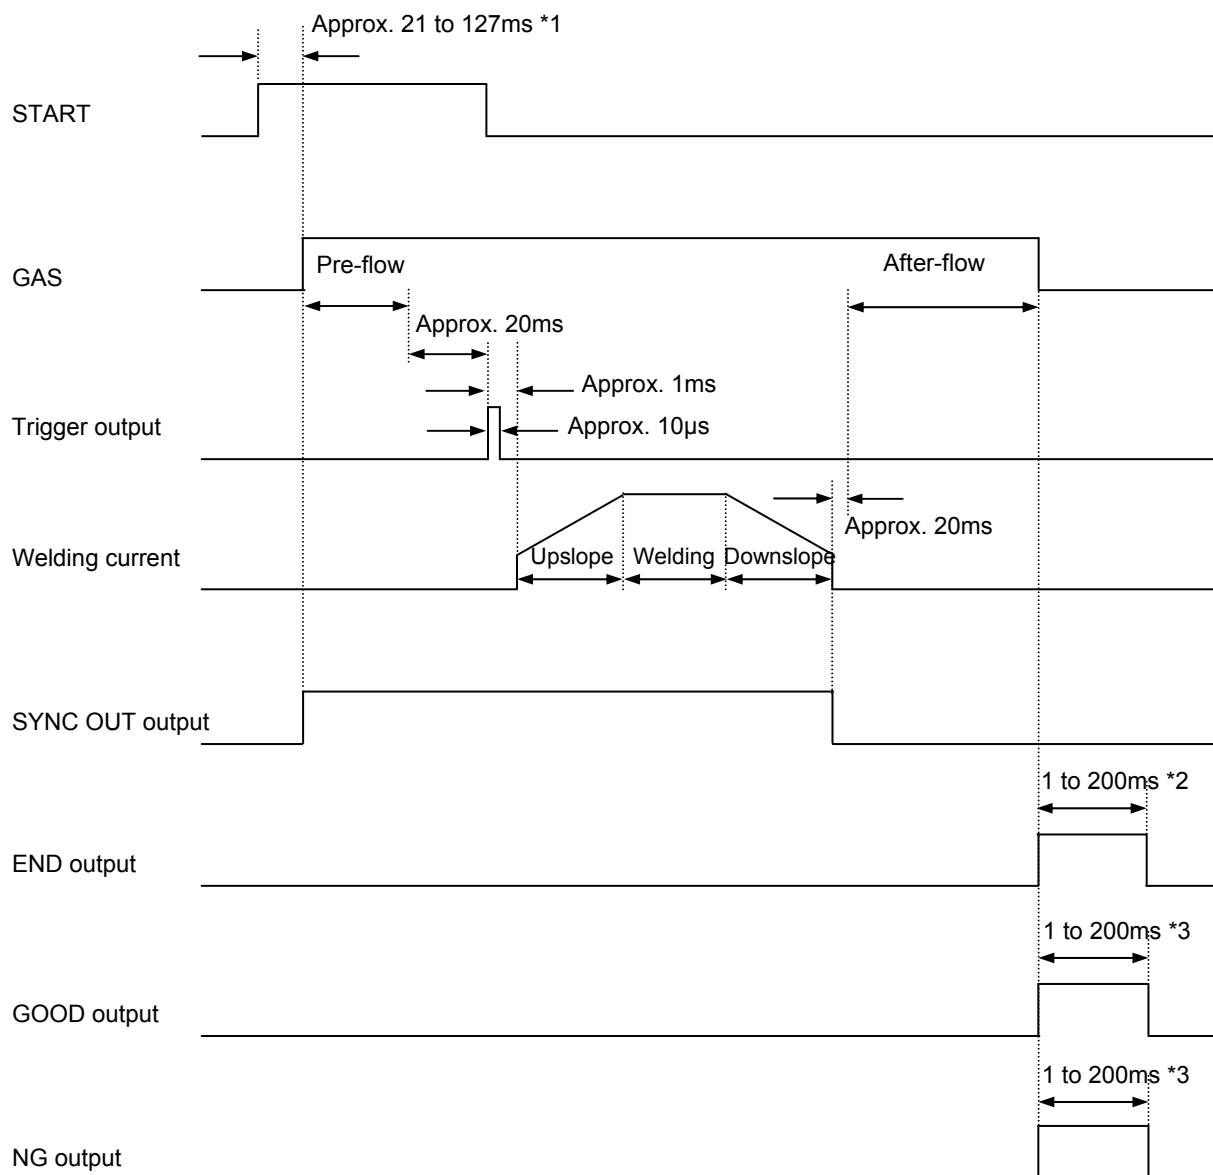 Approx. 21 to 127ms *1
START
Pre-flow
After-flow
GAS
Approx. 20ms
Approx. 1ms
Trigger output
Approx. 10µs
Approx. 20ms
Welding current
Upslope
Welding
Downslope
SYNC OUT output
1 to 200ms *2
END output
1 to 200ms *3
GOOD output
1 to 200ms *3
NG output